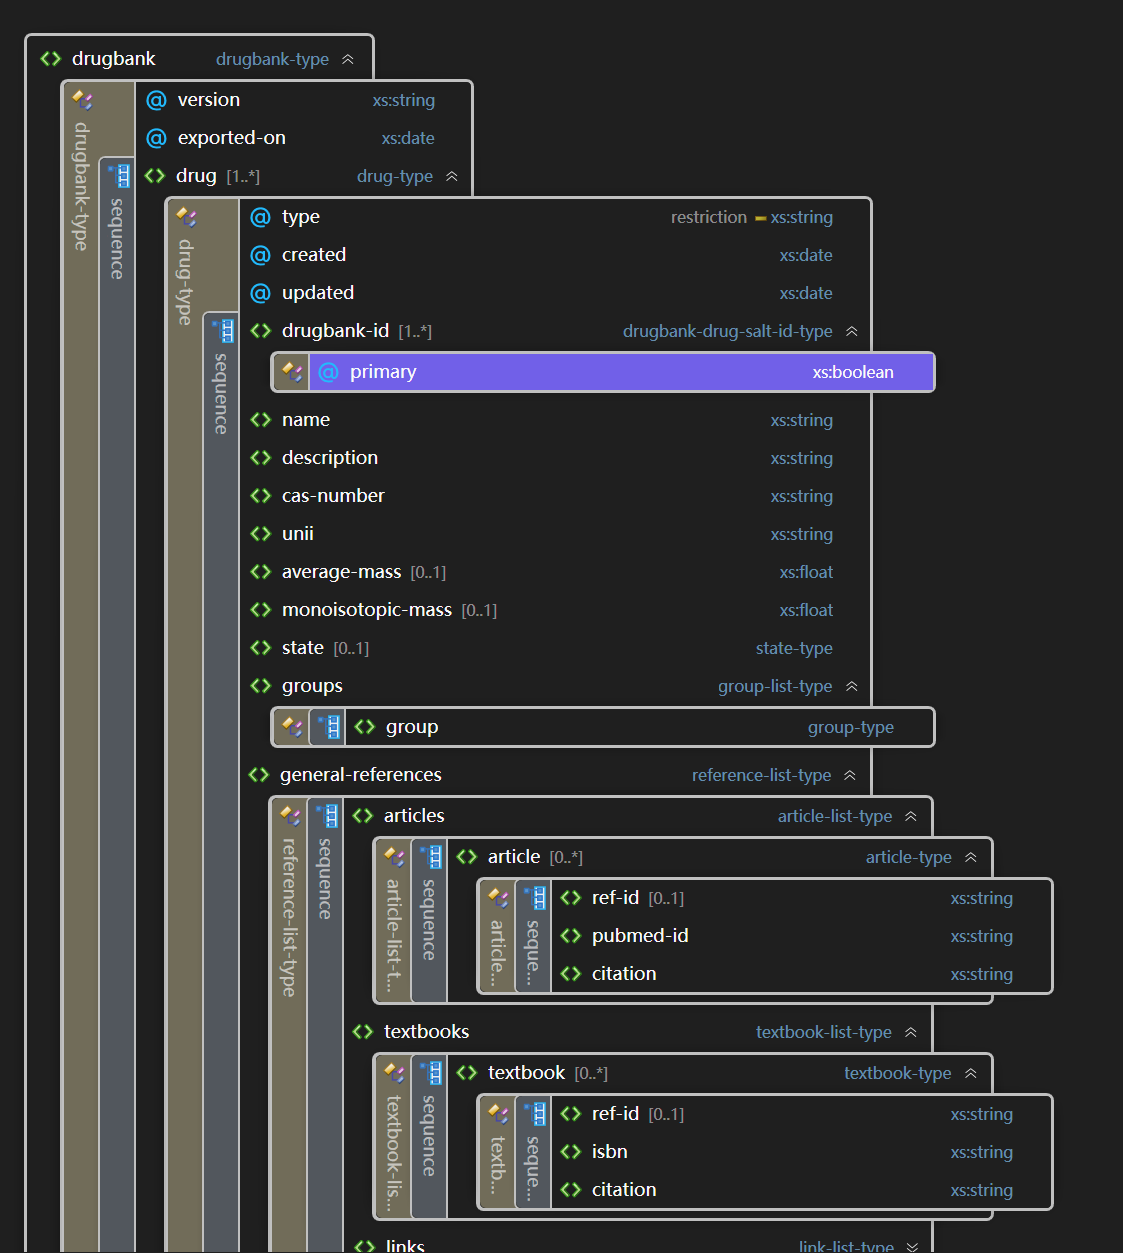 drugbank drugbank-type
drugbank-type
sequence
@ version xs:string
@ exported-on xs:date
drug [1..*] drug-type
drug-type
sequence
@ type restriction xs:string
@ created xs:date
@ updated xs:date
drugbank-id [1..*] drugbank-drug-salt-id-type
@ primary xs:boolean
name xs:string
description xs:string
cas-number xs:string
unii xs:string
average-mass [0..1] xs:float
monoisotopic-mass [0..1] xs:float
state [0..1] state-type
groups group-list-type
group group-type
general-references reference-list-type
reference-list-type
sequence
articles article-list-type
article-list-t...
sequence
article [0..*] article-type
article...
seque...
ref-id [0..1] xs:string
pubmed-id xs:string
citation xs:string
textbooks textbook-list-type
textbook-lis...
sequence
textbook [0..*] textbook-type
textb...
seque...
ref-id [0..1] xs:string
isbn xs:string
citation xs:string
links link-list-type